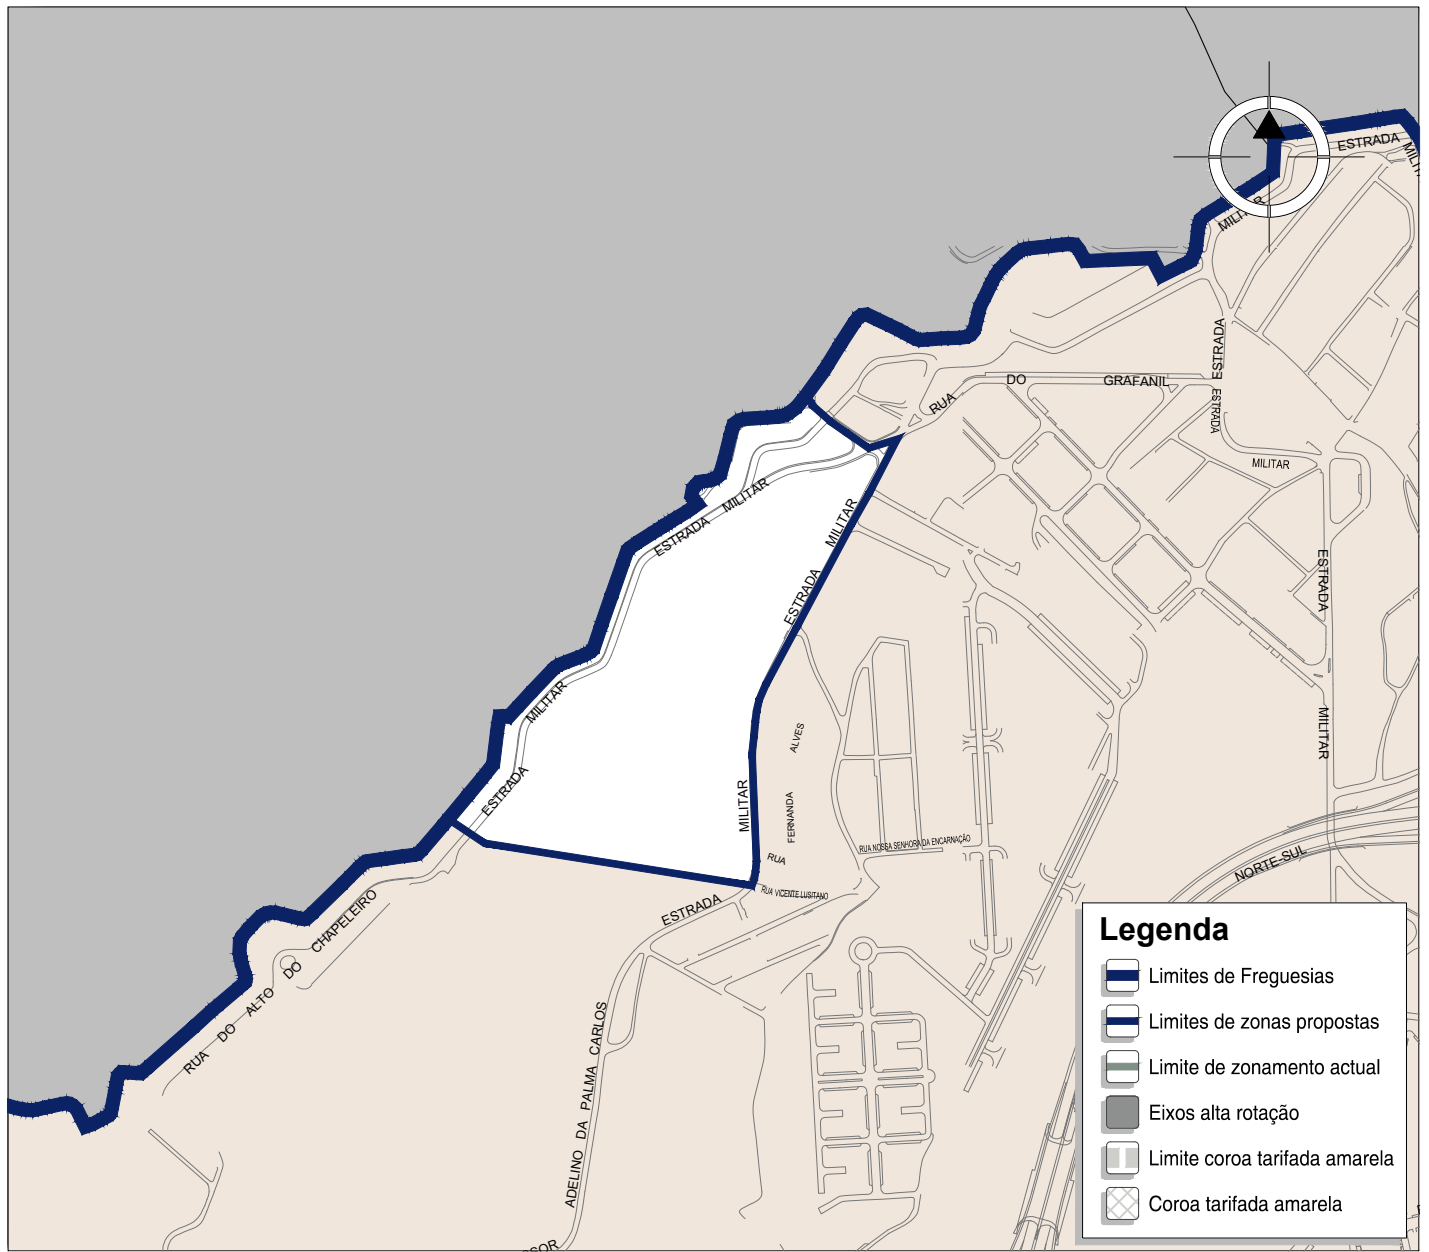 ESTRADA
MILITAR
ESTRADA
RUA
DO
GRAFANIL
ESTRADA
MILITAR
ESTRADA
MILITAR
ESTRADA
MILITAR
MILITAR
ESTRADA
ESTRADA
MILITAR
MILITAR
ESTRADA
MILITAR
ALVES
FERNANDA
RUA
RUA NOSSA SENHORA DA ENCARNAÇÃO
RUA VICENTE LUSITANO
ESTRADA
NORTE-SUL
RUA DO ALTO DO CHAPELEIRO
ADELINO DA PALMA CARLOS
Legenda
Limites de Freguesias
Limites de zonas propostas
Limite de zonamento actual
Eixos alta rotação
Limite coroa tarifada amarela
Coroa tarifada amarela